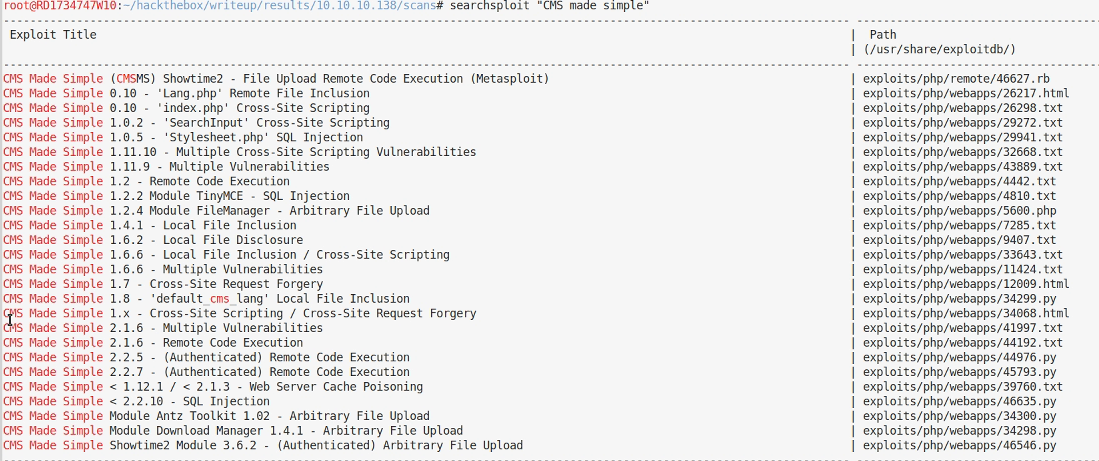 root@RD1734747W10:~/hackthebox/writeup/results/10.10.10.138/scans# searchsploit "CMS made simple"
Exploit Title | Path
| (/usr/share/exploitdb/)
CMS Made Simple (CMSMS) Showtime2 - File Upload Remote Code Execution (Metasploit) | exploits/php/remote/46627.rb
CMS Made Simple 0.10 - 'Lang.php' Remote File Inclusion | exploits/php/webapps/26217.html
CMS Made Simple 0.10 - 'index.php' Cross-Site Scripting | exploits/php/webapps/26298.txt
CMS Made Simple 1.0.2 - 'SearchInput' Cross-Site Scripting | exploits/php/webapps/29272.txt
CMS Made Simple 1.0.5 - 'Stylesheet.php' SQL Injection | exploits/php/webapps/29941.txt
CMS Made Simple 1.11.10 - Multiple Cross-Site Scripting Vulnerabilities | exploits/php/webapps/32668.txt
CMS Made Simple 1.11.9 - Multiple Vulnerabilities | exploits/php/webapps/43889.txt
CMS Made Simple 1.2 - Remote Code Execution | exploits/php/webapps/4442.txt
CMS Made Simple 1.2.2 Module TinyMCE - SQL Injection | exploits/php/webapps/4810.txt
CMS Made Simple 1.2.4 Module FileManager - Arbitrary File Upload | exploits/php/webapps/5600.php
CMS Made Simple 1.4.1 - Local File Inclusion | exploits/php/webapps/7285.txt
CMS Made Simple 1.6.2 - Local File Disclosure | exploits/php/webapps/9407.txt
CMS Made Simple 1.6.6 - Local File Inclusion / Cross-Site Scripting | exploits/php/webapps/33643.txt
CMS Made Simple 1.6.6 - Multiple Vulnerabilities | exploits/php/webapps/11424.txt
CMS Made Simple 1.7 - Cross-Site Request Forgery | exploits/php/webapps/12009.html
CMS Made Simple 1.8 - 'default_cms_lang' Local File Inclusion | exploits/php/webapps/34299.py
CMS Made Simple 1.x - Cross-Site Scripting / Cross-Site Request Forgery | exploits/php/webapps/34068.html
CMS Made Simple 2.1.6 - Multiple Vulnerabilities | exploits/php/webapps/41997.txt
CMS Made Simple 2.1.6 - Remote Code Execution | exploits/php/webapps/44192.txt
CMS Made Simple 2.2.5 - (Authenticated) Remote Code Execution | exploits/php/webapps/44976.py
CMS Made Simple 2.2.7 - (Authenticated) Remote Code Execution | exploits/php/webapps/45793.py
CMS Made Simple < 1.12.1 / < 2.1.3 - Web Server Cache Poisoning | exploits/php/webapps/39760.txt
CMS Made Simple < 2.2.10 - SQL Injection | exploits/php/webapps/46635.py
CMS Made Simple Module Antz Toolkit 1.02 - Arbitrary File Upload | exploits/php/webapps/34300.py
CMS Made Simple Module Download Manager 1.4.1 - Arbitrary File Upload | exploits/php/webapps/34298.py
CMS Made Simple Showtime2 Module 3.6.2 - (Authenticated) Arbitrary File Upload | exploits/php/webapps/46546.py